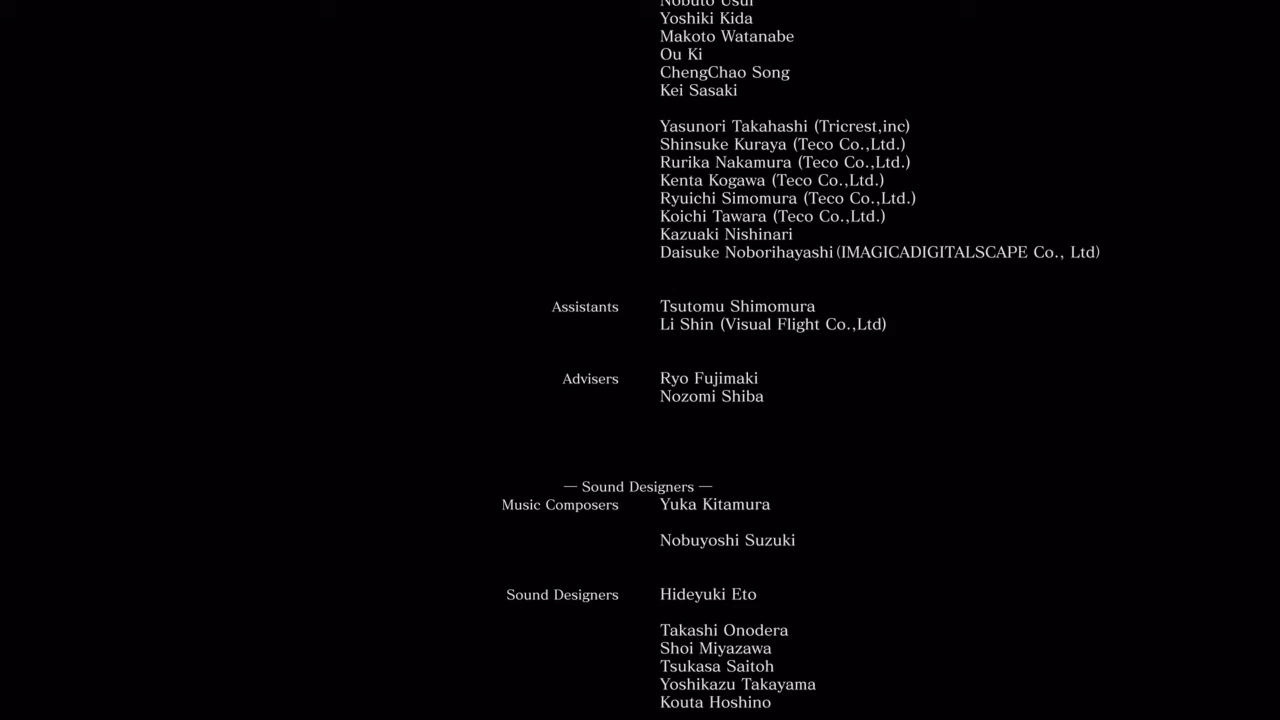 Nobuto Usui
Yoshiki Kida
Makoto Watanabe
Ou Ki
ChengChao Song
Kei Sasaki
Yasunori Takahashi (Tricrest,inc)
Shinsuke Kuraya (Teco Co.,Ltd.)
Rurika Nakamura (Teco Co.,Ltd.)
Kenta Kogawa (Teco Co.,Ltd.)
Ryuichi Simomura (Teco Co.,Ltd.)
Koichi Tawara (Teco Co.,Ltd.)
Kazuaki Nishinari
Daisuke Noborihayashi(IMAGICADIGITALSCAPE Co., Ltd)
Assistants Tsutomu Shimomura
Li Shin (Visual Flight Co.,Ltd)
Advisers Ryo Fujimaki
Nozomi Shiba
— Sound Designers —
Music Composers Yuka Kitamura
Nobuyoshi Suzuki
Sound Designers Hideyuki Eto
Takashi Onodera
Shoi Miyazawa
Tsukasa Saitoh
Yoshikazu Takayama
Kouta Hoshino